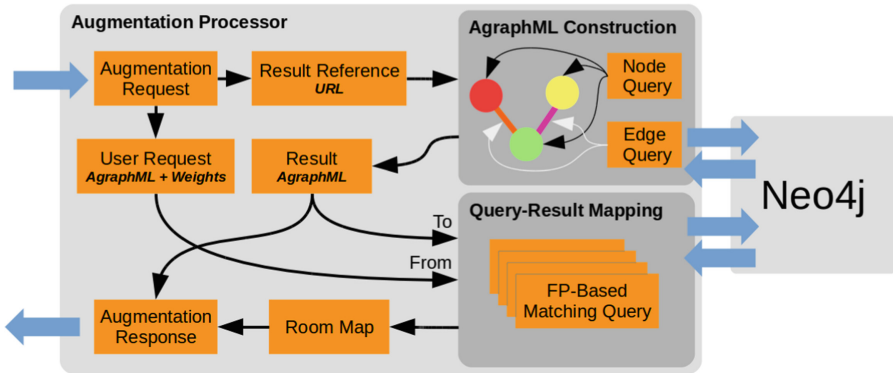 Augmentation Processor
AgraphML Construction
Augmentation
Request
Result Reference
URL
Node
Query
Edge
Query
User Request
AgraphML + Weights
Result
AgraphML
Neo4j
Query-Result Mapping
To
From
FP-Based
Matching Query
Augmentation
Response
Room Map